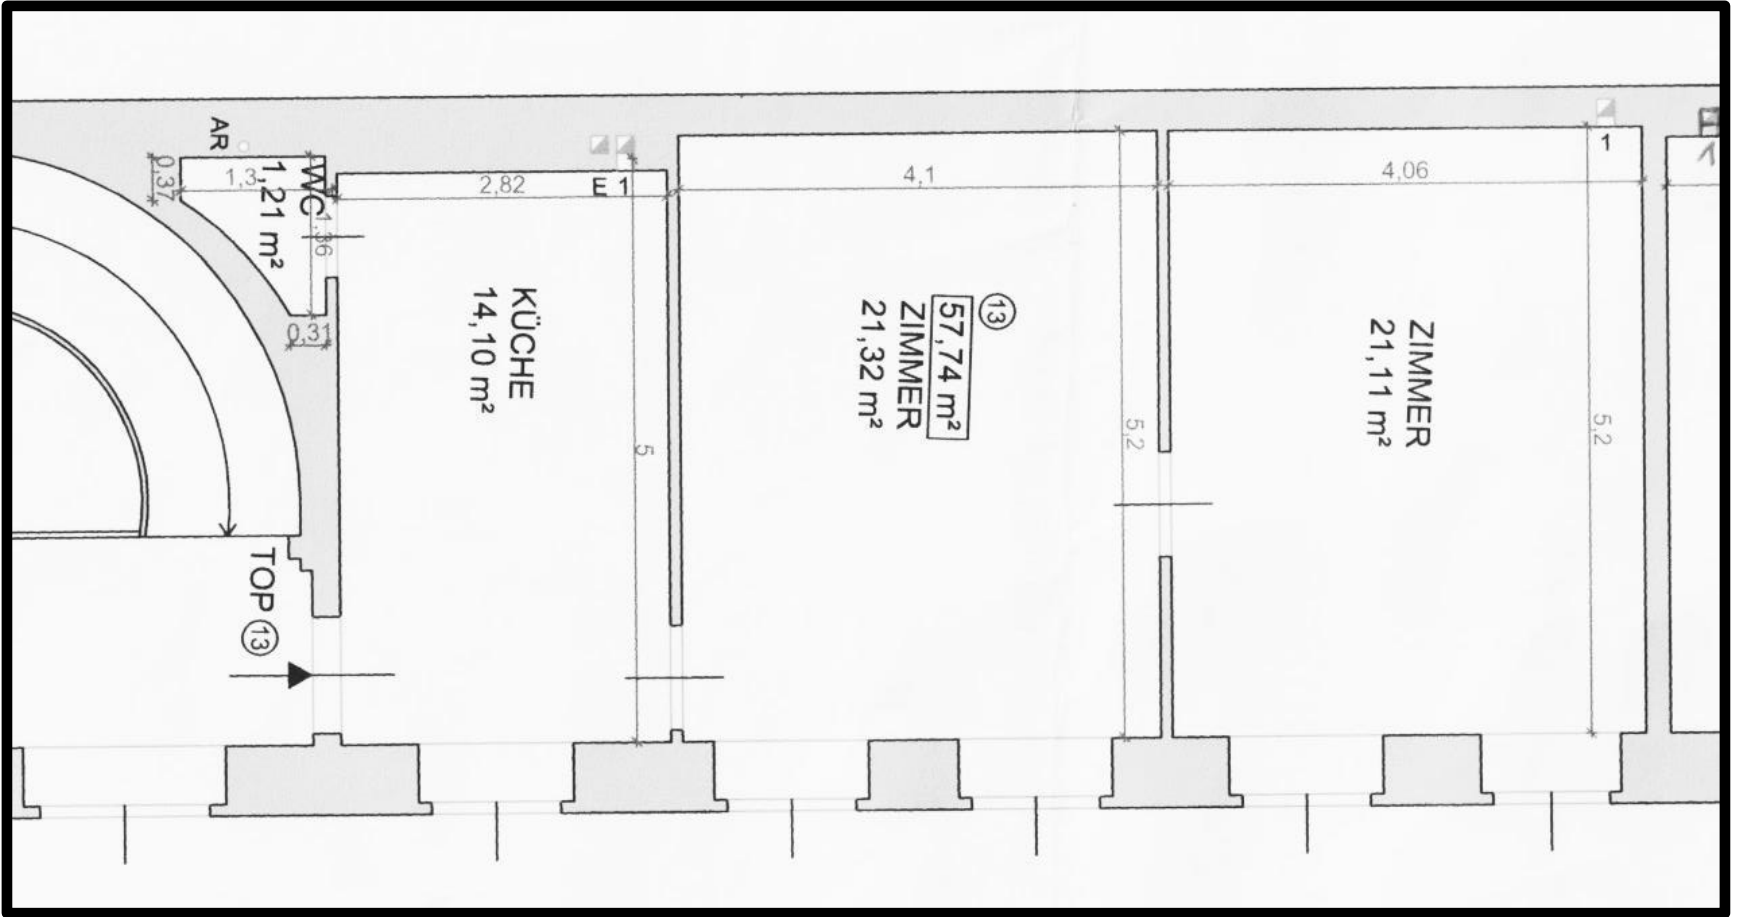 AR
WC
1,21 m²
0,37
1,3
1,36
0,31
2,82
E 1
KÜCHE
14,10 m²
5
4,1
13
57,74 m²
ZIMMER
21,32 m²
5,2
4,06
1
ZIMMER
21,11 m²
5,2
TOP 13